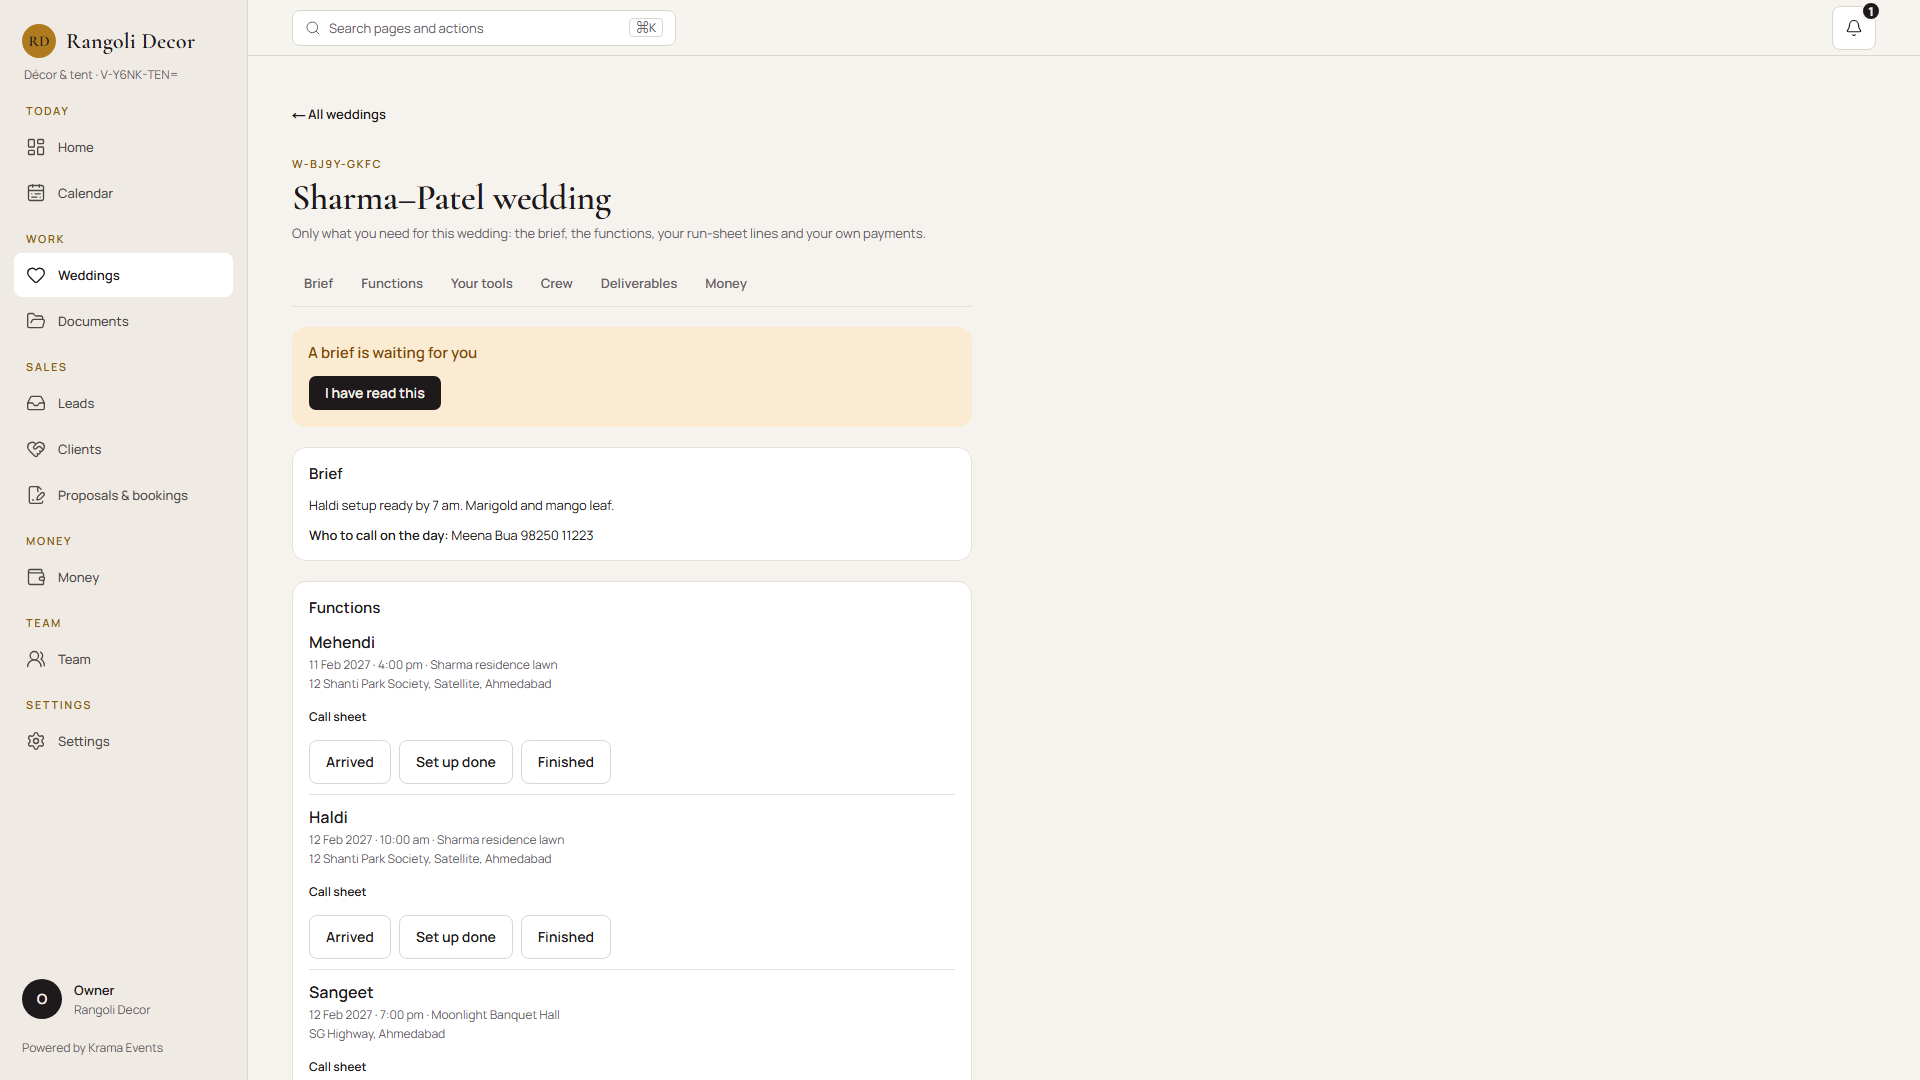 RD Rangoli Decor
Décor & tent · V-Y6NK-TEN=
TODAY
Home
Calendar
WORK
Weddings
Documents
SALES
Leads
Clients
Proposals & bookings
MONEY
Money
TEAM
Team
SETTINGS
Settings
O
Owner
Rangoli Decor
Powered by Krama Events
Search pages and actions ⌘K
1
← All weddings
W-BJ9Y-GKFC
Sharma–Patel wedding
Only what you need for this wedding: the brief, the functions, your run-sheet lines and your own payments.
Brief Functions Your tools Crew Deliverables Money
A brief is waiting for you
I have read this
Brief
Haldi setup ready by 7 am. Marigold and mango leaf.
Who to call on the day: Meena Bua 98250 11223
Functions
Mehendi
11 Feb 2027 · 4:00 pm · Sharma residence lawn
12 Shanti Park Society, Satellite, Ahmedabad
Call sheet
Arrived Set up done Finished
Haldi
12 Feb 2027 · 10:00 am · Sharma residence lawn
12 Shanti Park Society, Satellite, Ahmedabad
Call sheet
Arrived Set up done Finished
Sangeet
12 Feb 2027 · 7:00 pm · Moonlight Banquet Hall
SG Highway, Ahmedabad
Call sheet